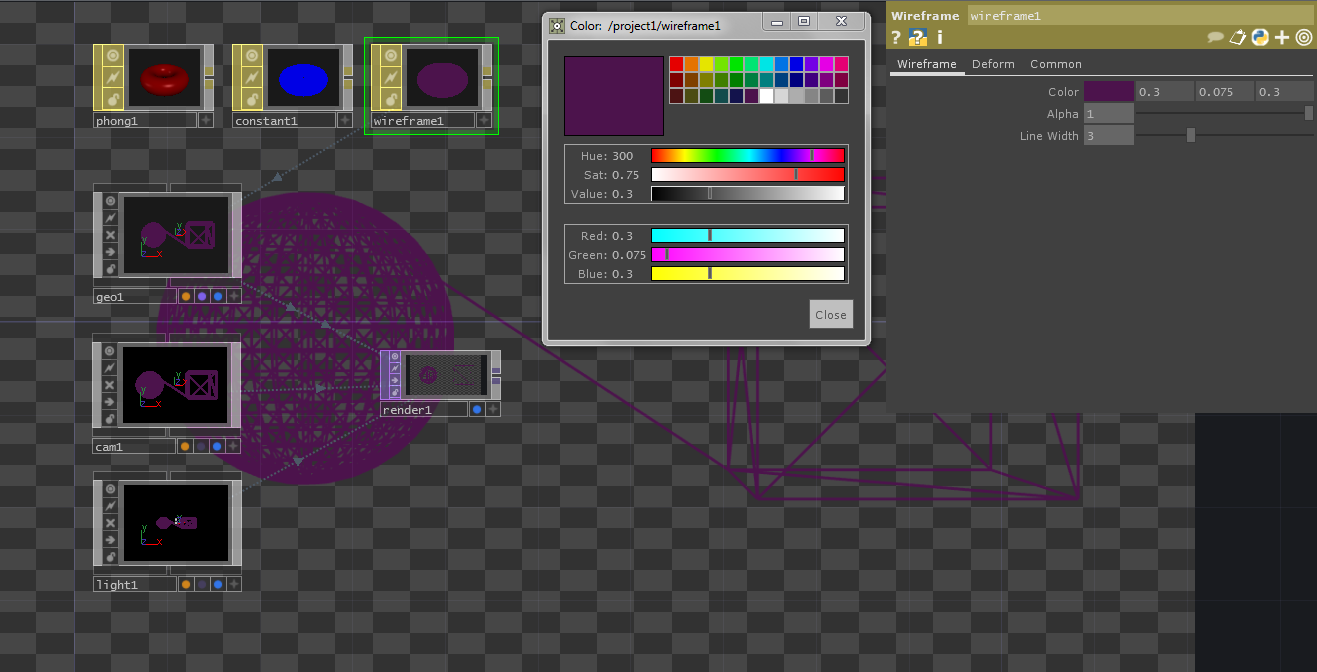 Color: /project1/wireframe1
Wireframe wireframe1
? ? i
Wireframe Deform Common
Color 0.3 0.075 0.3
Alpha 1
Line Width 3
phong1
constant1
wireframe1
Hue: 300
Sat: 0.75
Value: 0.3
Red: 0.3
Green: 0.075
Blue: 0.3
Close
geo1
cam1
render1
light1